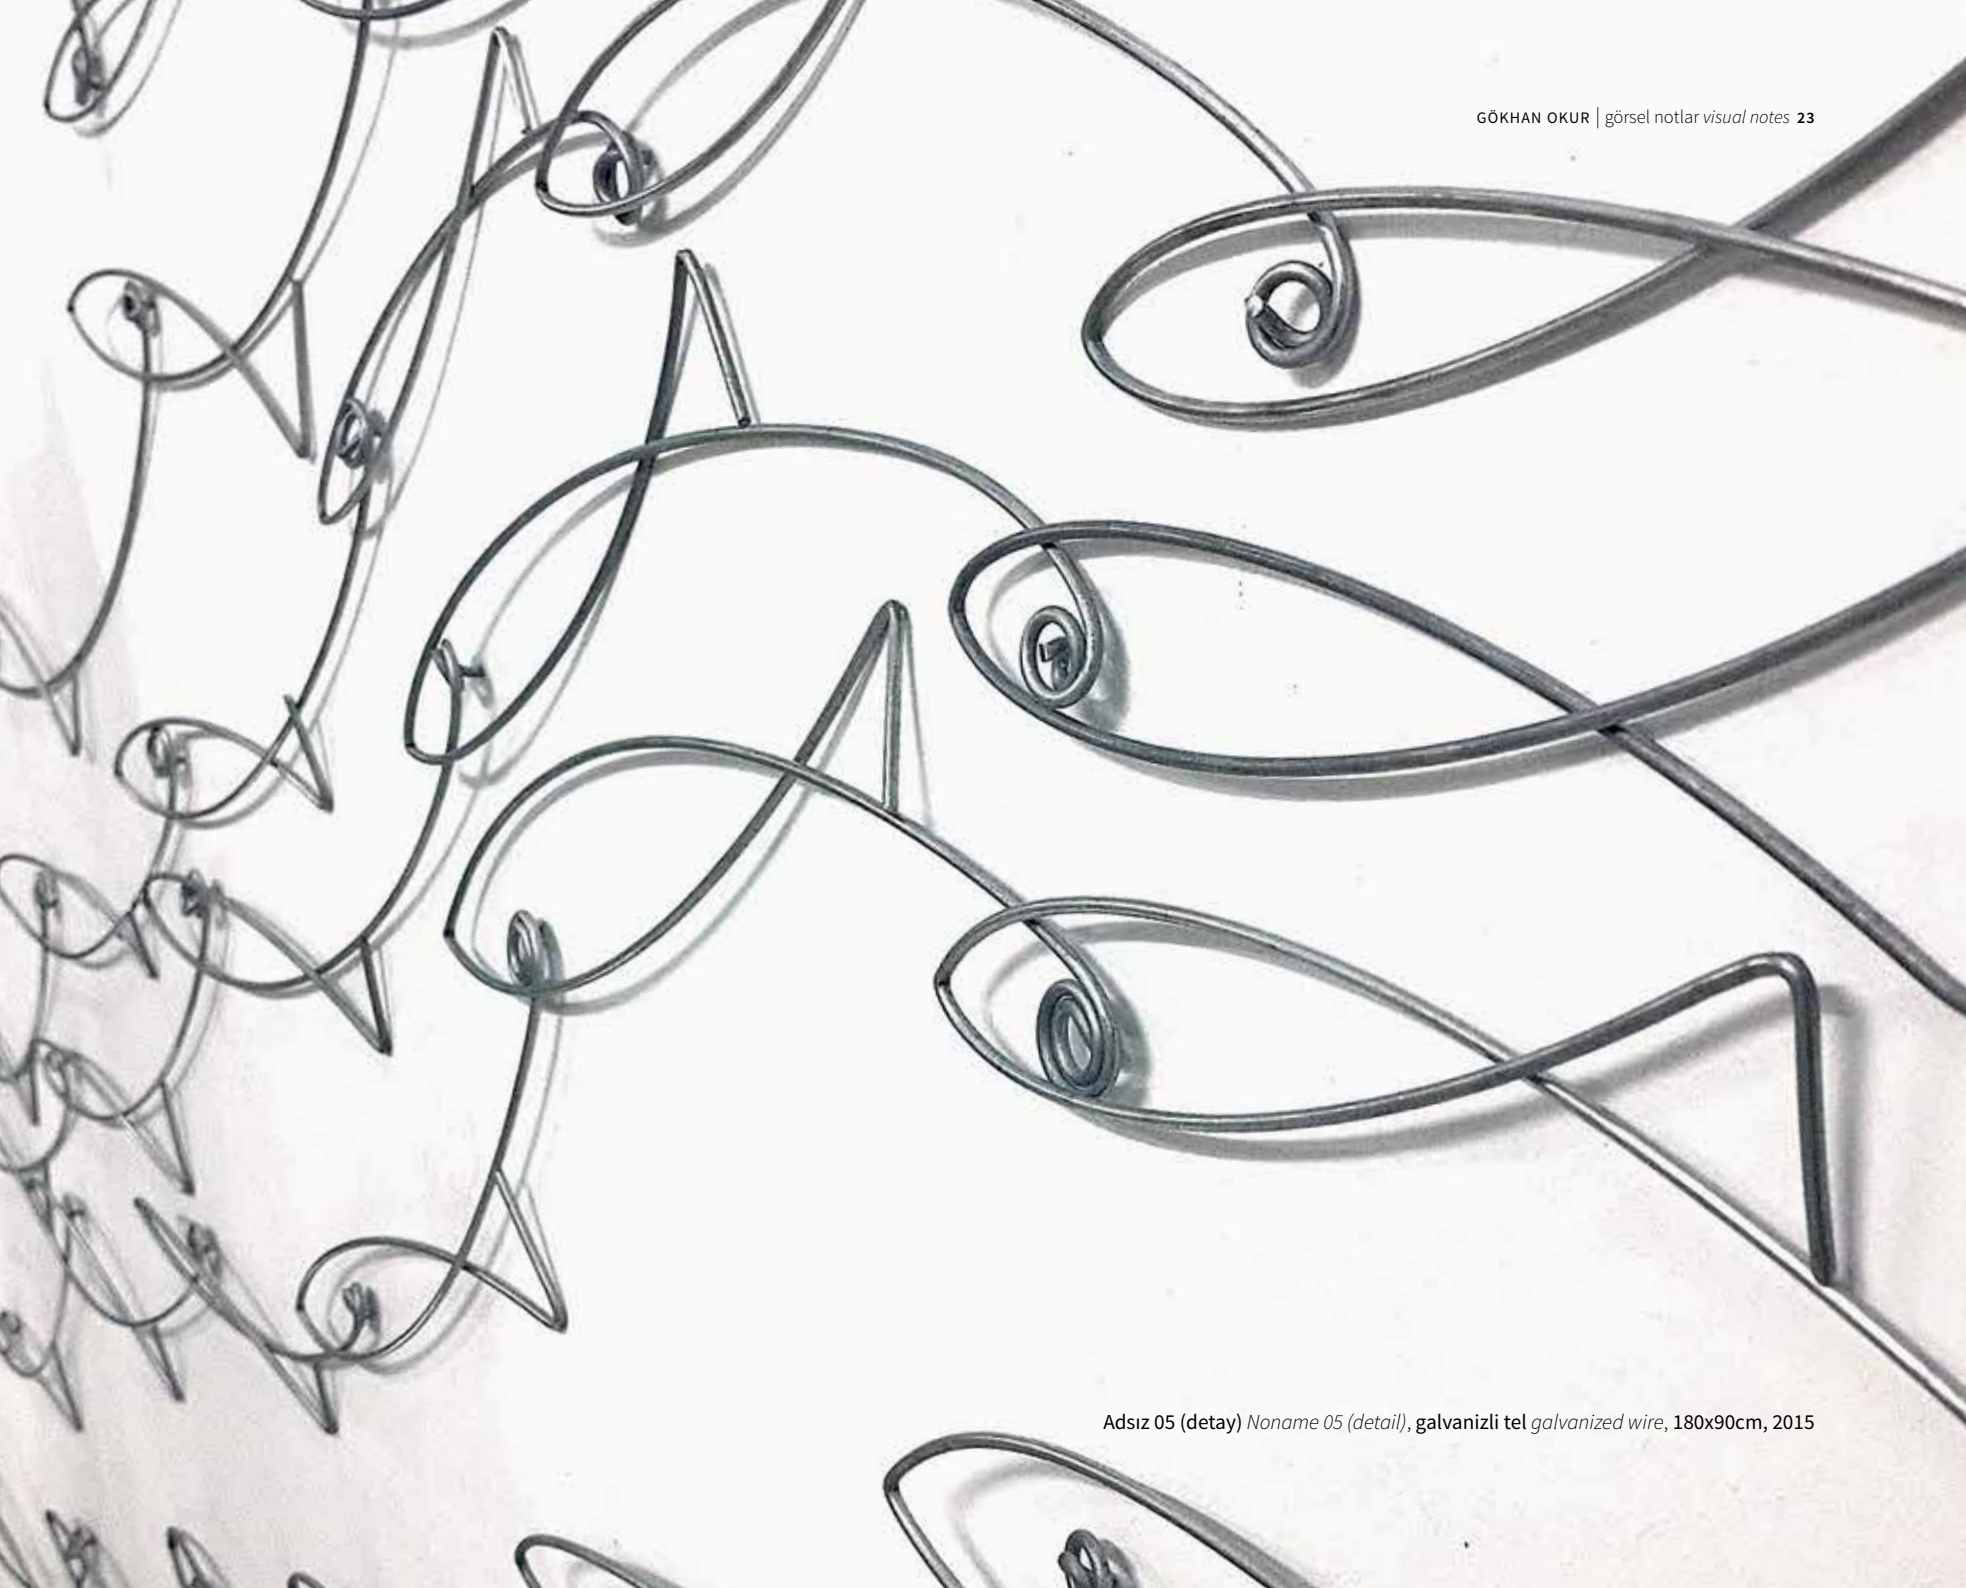 GÖKHAN OKUR | görsel notlar visual notes 23
Adsız 05 (detay) Noname 05 (detail), galvanizli tel galvanized wire, 180x90cm, 2015